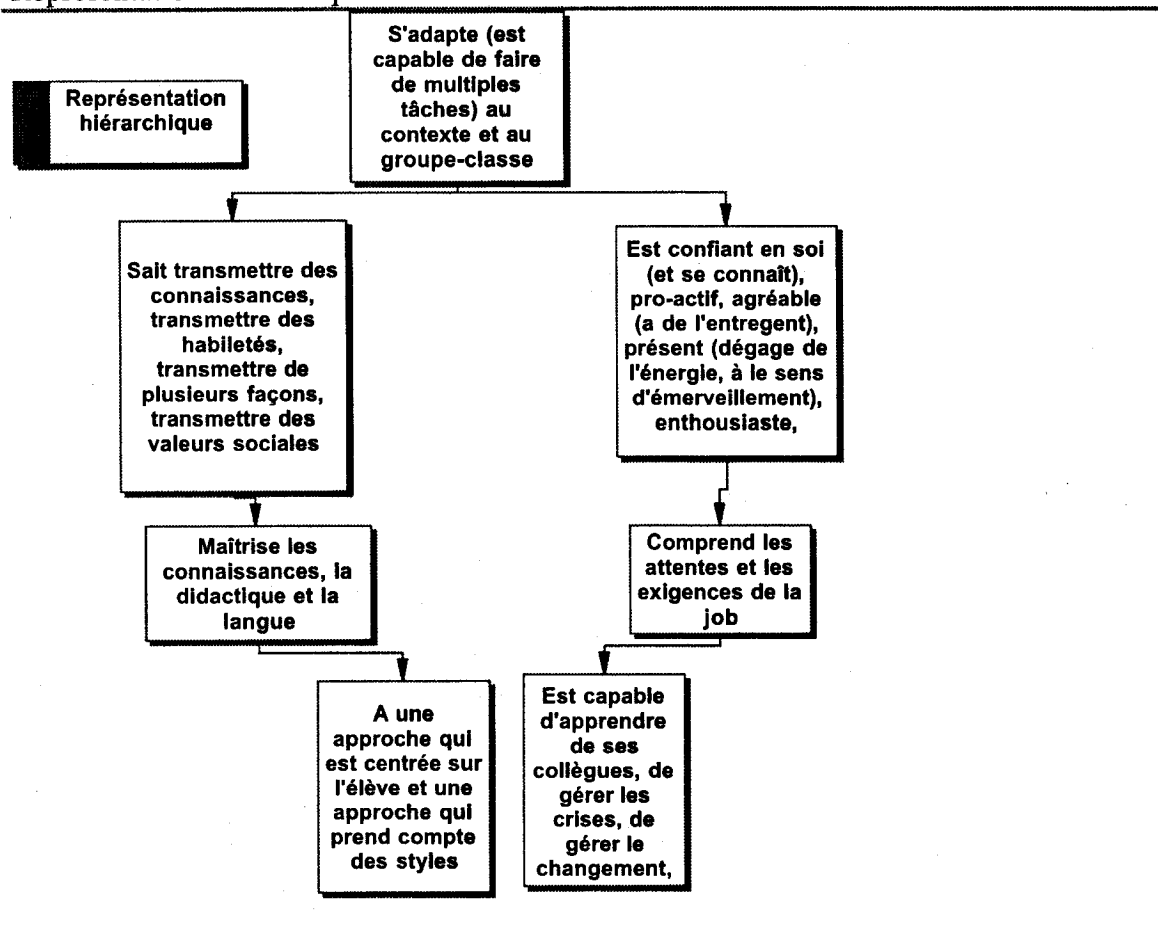 S'adapte (est
capable de faire
de multiples
tâches) au
contexte et au
groupe-classe
Représentation
hiérarchique
Sait transmettre des
connaissances,
transmettre des
habiletés,
transmettre de
plusieurs façons,
transmettre des
valeurs sociales
Est confiant en soi
(et se connaît),
pro-actif, agréable
(a de l'entregent),
présent (dégage de
l'énergie, à le sens
d'émerveillement),
enthousiaste,
Maîtrise les
connaissances, la
didactique et la
langue
Comprend les
attentes et les
exigences de la
job
A une
approche qui
est centrée sur
l'élève et une
approche qui
prend compte
des styles
Est capable
d'apprendre
de ses
collègues, de
gérer les
crises, de
gérer le
changement,